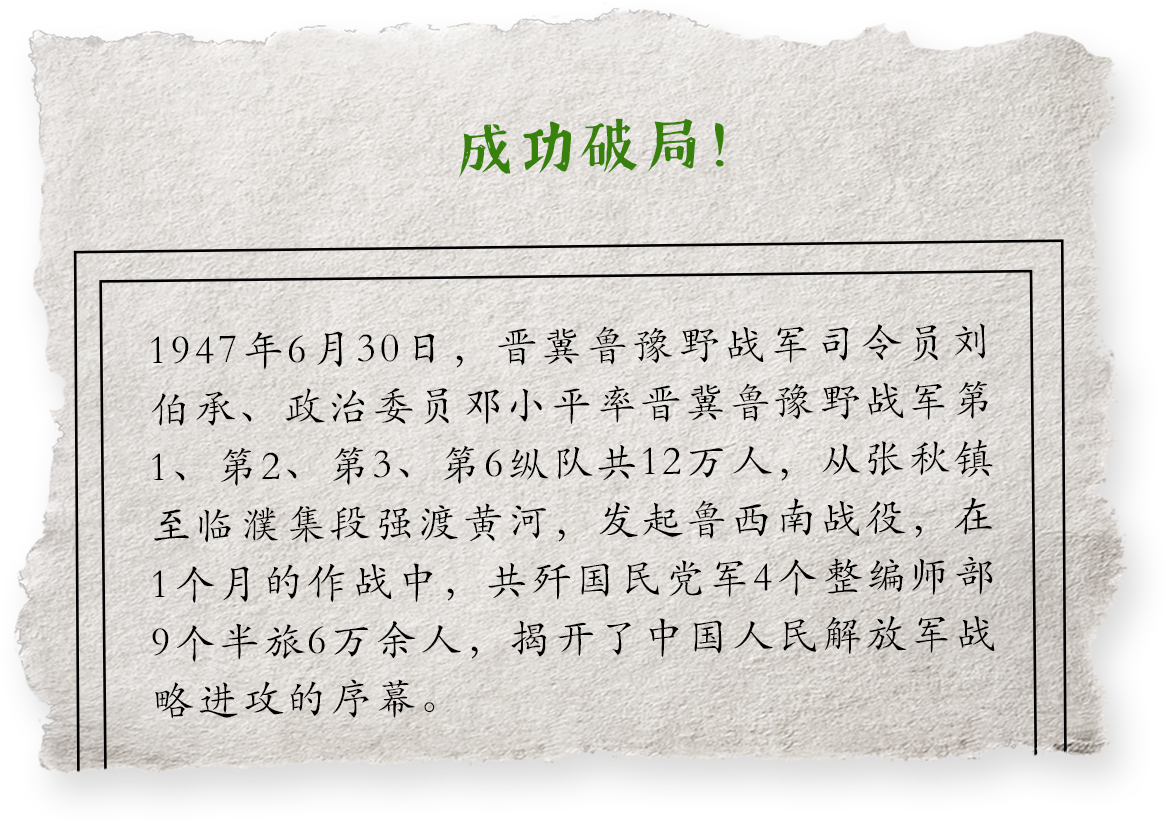 成功破局！
1947年6月30日，晋冀鲁豫野战军司令员刘
伯承、政治委员邓小平率晋冀鲁豫野战军第
1、第2、第3、第6纵队共12万人，从张秋镇
至临濮集段强渡黄河，发起鲁西南战役，在
1个月的作战中，共歼国民党军4个整编师部
9个半旅6万余人，揭开了中国人民解放军战
略进攻的序幕。